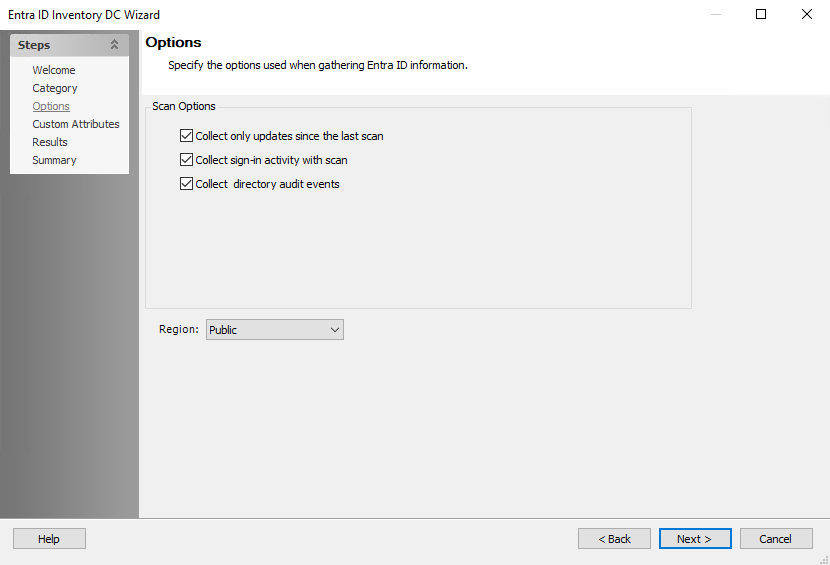 Entra ID Inventory DC Wizard
Steps
Welcome
Category
Options
Custom Attributes
Results
Summary
Options
Specify the options used when gathering Entra ID information.
Scan Options
Collect only updates since the last scan
Collect sign-in activity with scan
Collect  directory audit events
Region: Public
Help
< Back
Next >
Cancel